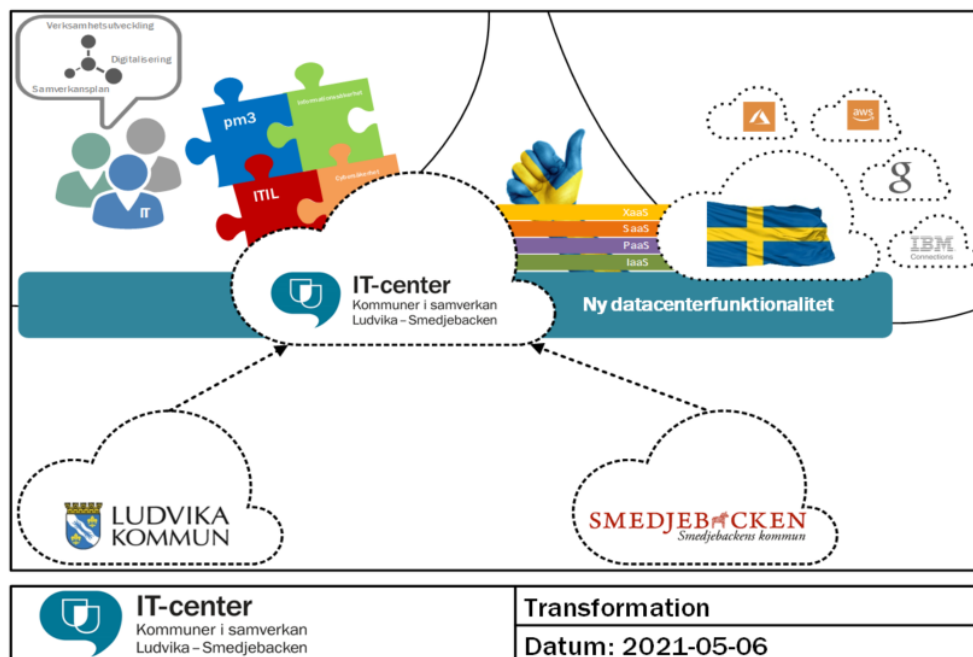 Verksamhetsutveckling
Digitalisering
Samverkansplan
IT
pm3
Informationssäkerhet
ITIL
Cybersäkerhet
XaaS
SaaS
PaaS
IaaS
aws
g
IBM
Connections
IT-center
Kommuner i samverkan
Ludvika – Smedjebacken
Ny datacenterfunktionalitet
LUDVIKA
KOMMUN
SMEDJEBACKEN
Smedjebackens kommun
IT-center
Kommuner i samverkan
Ludvika – Smedjebacken
Transformation
Datum: 2021-05-06